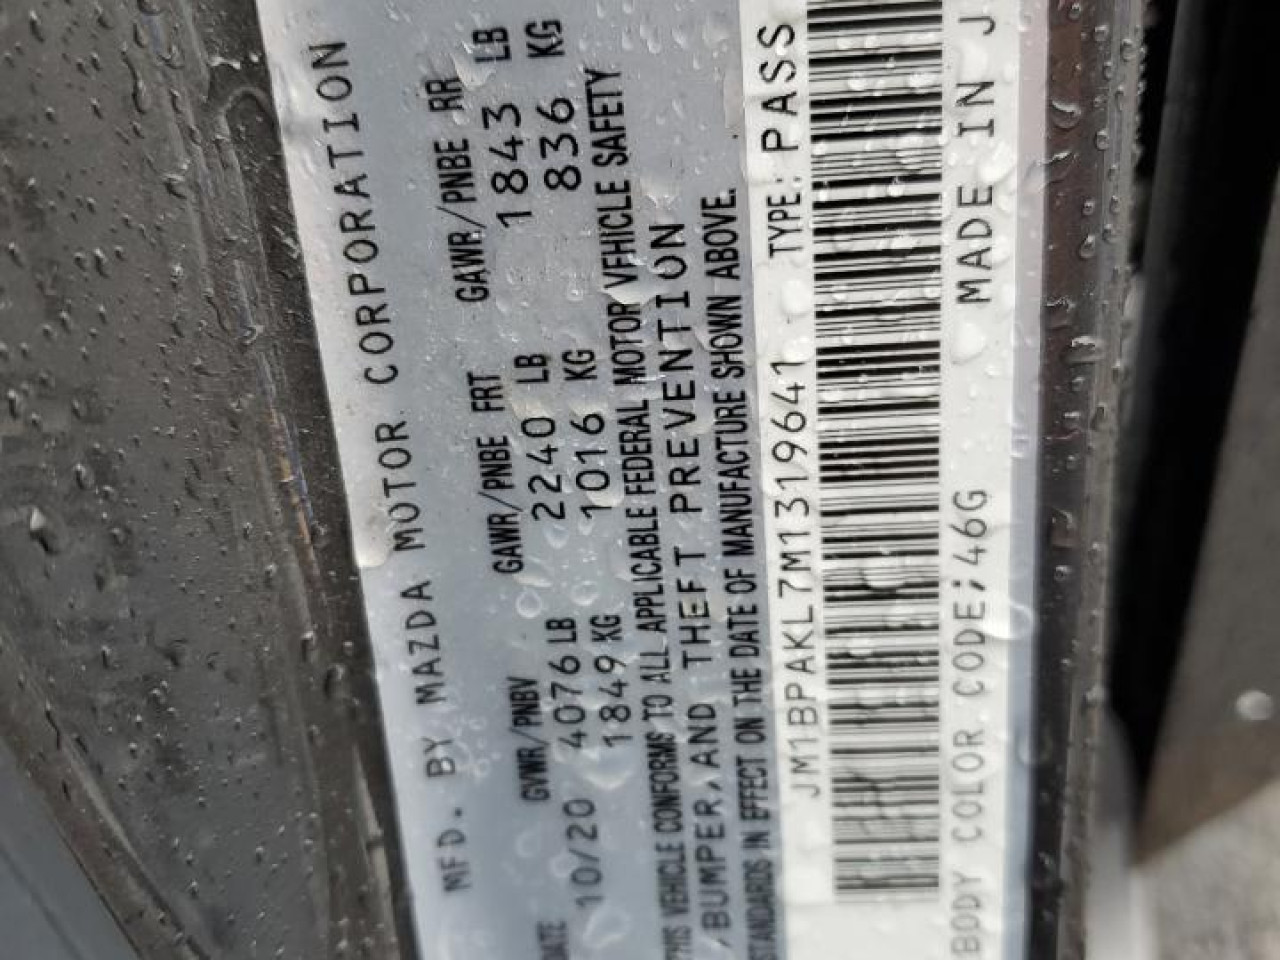 MFD. BY MAZDA MOTOR CORPORATION
DATE GVWR/PNBV GAWR/PNBE FRT GAWR/PNBE RR
10/20 4076 LB 2240 LB 1843 LB
1849 KG 1016 KG 836 KG
THIS VEHICLE CONFORMS TO ALL APPLICABLE FEDERAL MOTOR VEHICLE SAFETY
,BUMPER,AND THEFT PREVENTION
STANDARDS IN EFFECT ON THE DATE OF MANUFACTURE SHOWN ABOVE.
JM1BPAKL7M1319641 TYPE: PASS
BODY COLOR CODE;46G MADE IN J